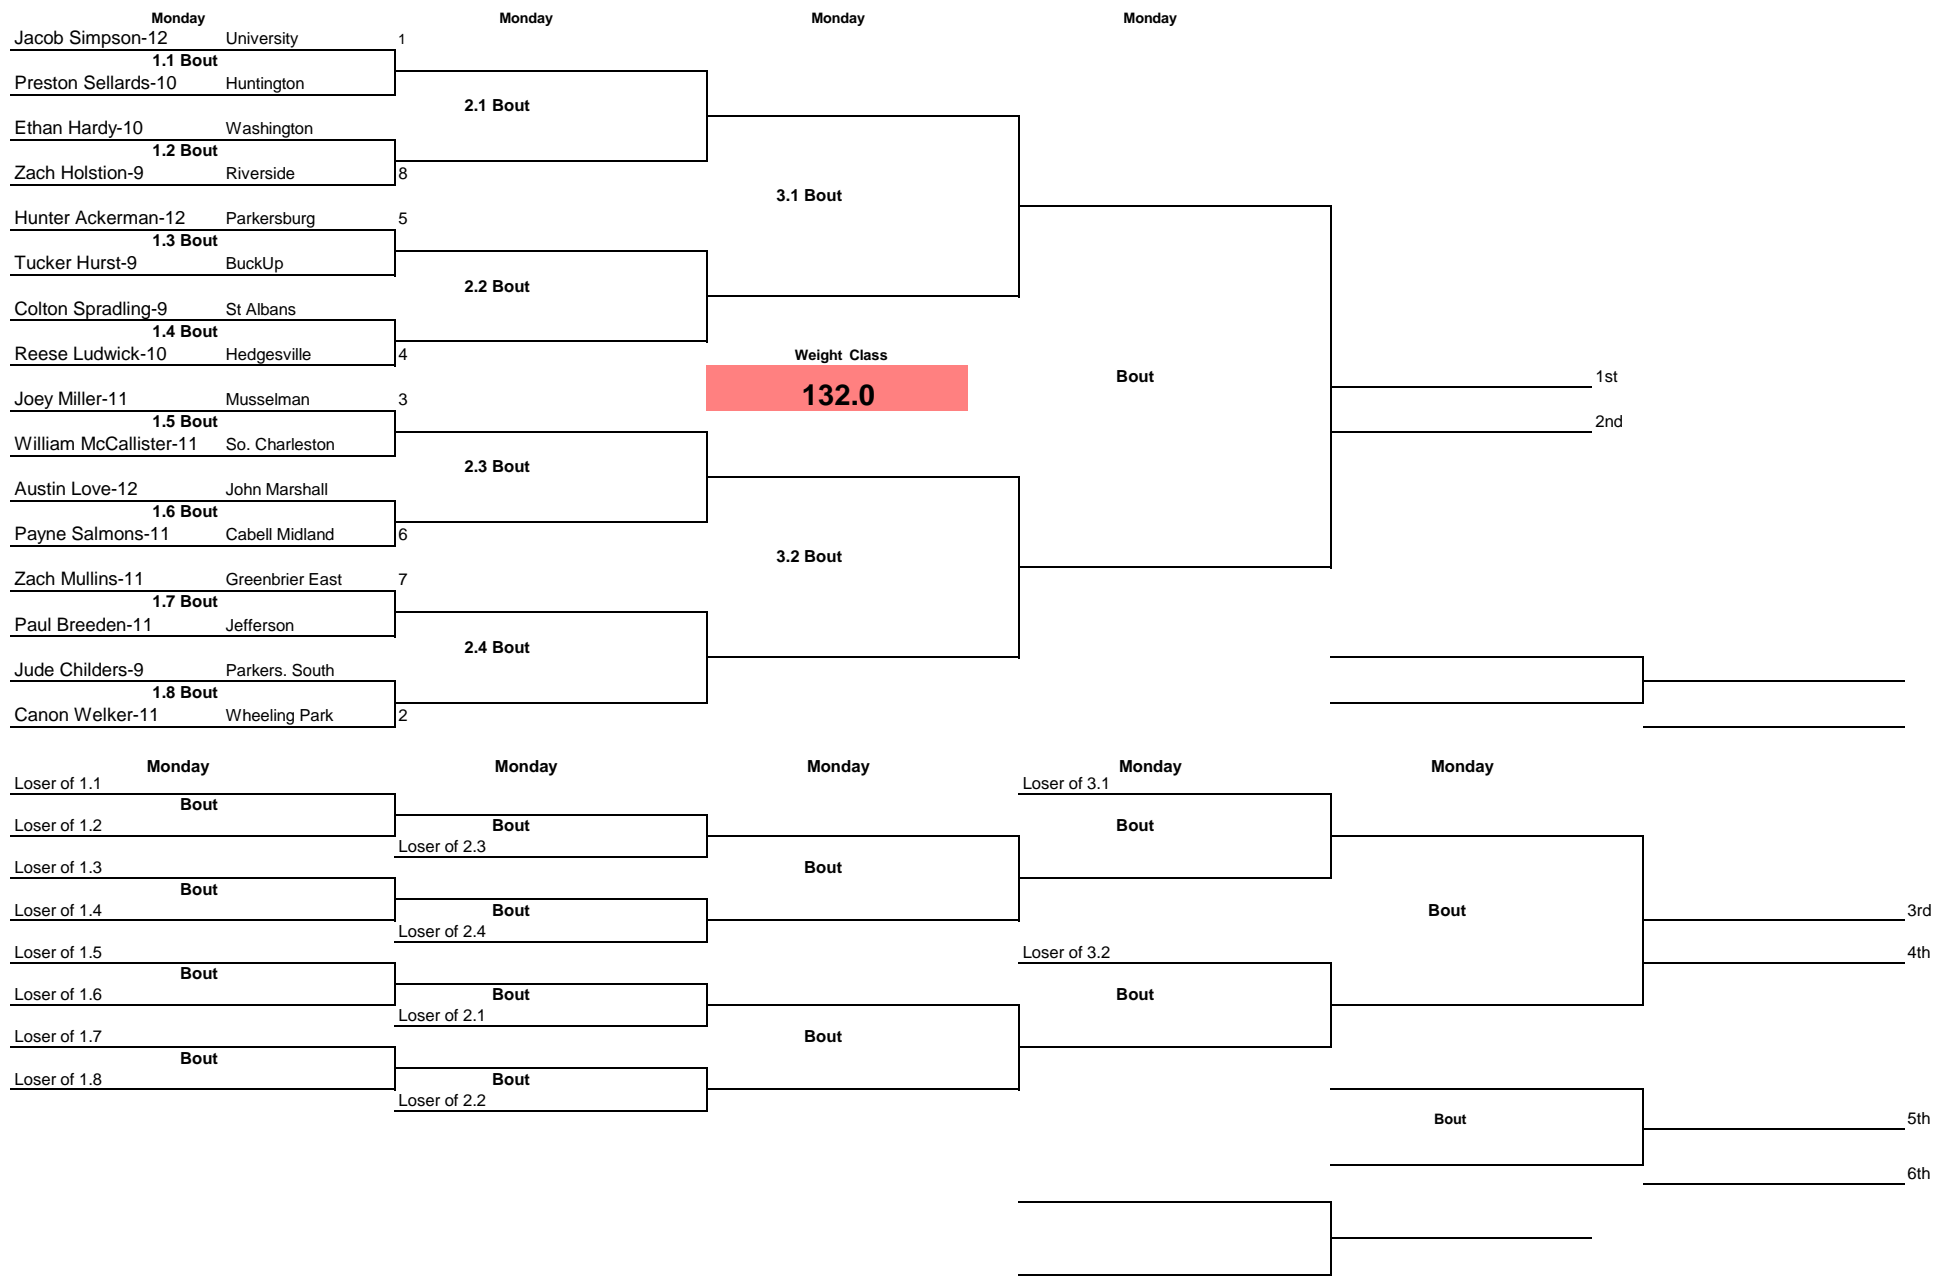 Monday Monday Monday Monday
Jacob Simpson-12 University 1
1.1 Bout
Preston Sellards-10 Huntington
2.1 Bout
Ethan Hardy-10 Washington
1.2 Bout
Zach Holstion-9 Riverside 8
3.1 Bout
Hunter Ackerman-12 Parkersburg 5
1.3 Bout
Tucker Hurst-9 BuckUp
2.2 Bout
Colton Spradling-9 St Albans
1.4 Bout
Reese Ludwick-10 Hedgesville 4 Weight Class
Bout 1st
132.0
Joey Miller-11 Musselman 3
1.5 Bout 2nd
William McCallister-11 So. Charleston
2.3 Bout
Austin Love-12 John Marshall
1.6 Bout
Payne Salmons-11 Cabell Midland 6
3.2 Bout
Zach Mullins-11 Greenbrier East 7
1.7 Bout
Paul Breeden-11 Jefferson
2.4 Bout
Jude Childers-9 Parkers. South
1.8 Bout
Canon Welker-11 Wheeling Park 2
Monday Monday Monday Monday Monday
Loser of 1.1 Loser of 3.1
Bout
Loser of 1.2 Bout Bout
Loser of 2.3
Loser of 1.3 Bout
Bout
Loser of 1.4 Bout Bout 3rd
Loser of 2.4
Loser of 1.5 Loser of 3.2 4th
Bout
Loser of 1.6 Bout Bout
Loser of 2.1
Loser of 1.7 Bout
Bout
Loser of 1.8 Bout
Loser of 2.2
Bout 5th
6th